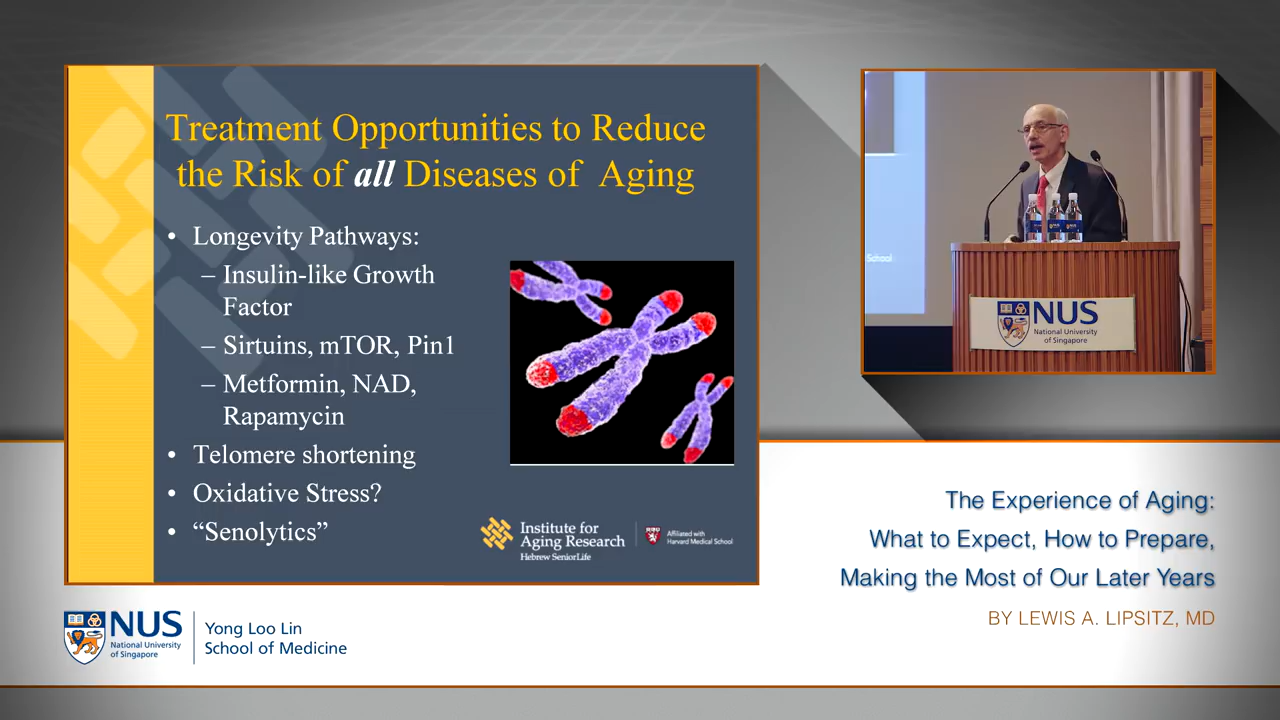 Treatment Opportunities to Reduce
the Risk of all Diseases of Aging
• Longevity Pathways:
– Insulin-like Growth
Factor
– Sirtuins, mTOR, Pin1
– Metformin, NAD,
Rapamycin
• Telomere shortening
• Oxidative Stress?
• “Senolytics”
Institute for
Aging Research
Hebrew SeniorLife
Affiliated with
Harvard Medical School
School
NUS
National University
of Singapore
The Experience of Aging:
What to Expect, How to Prepare,
Making the Most of Our Later Years
BY LEWIS A. LIPSITZ, MD
NUS
National University
of Singapore
Yong Loo Lin
School of Medicine